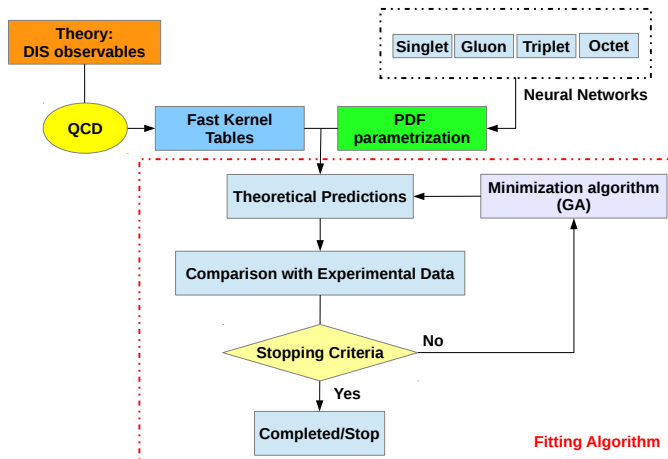 Theory:
DIS observables
Singlet
Gluon
Triplet
Octet
Neural Networks
QCD
Fast Kernel
Tables
PDF
parametrization
Theoretical Predictions
Minimization algorithm
(GA)
Comparison with Experimental Data
Stopping Criteria
No
Yes
Completed/Stop
Fitting Algorithm